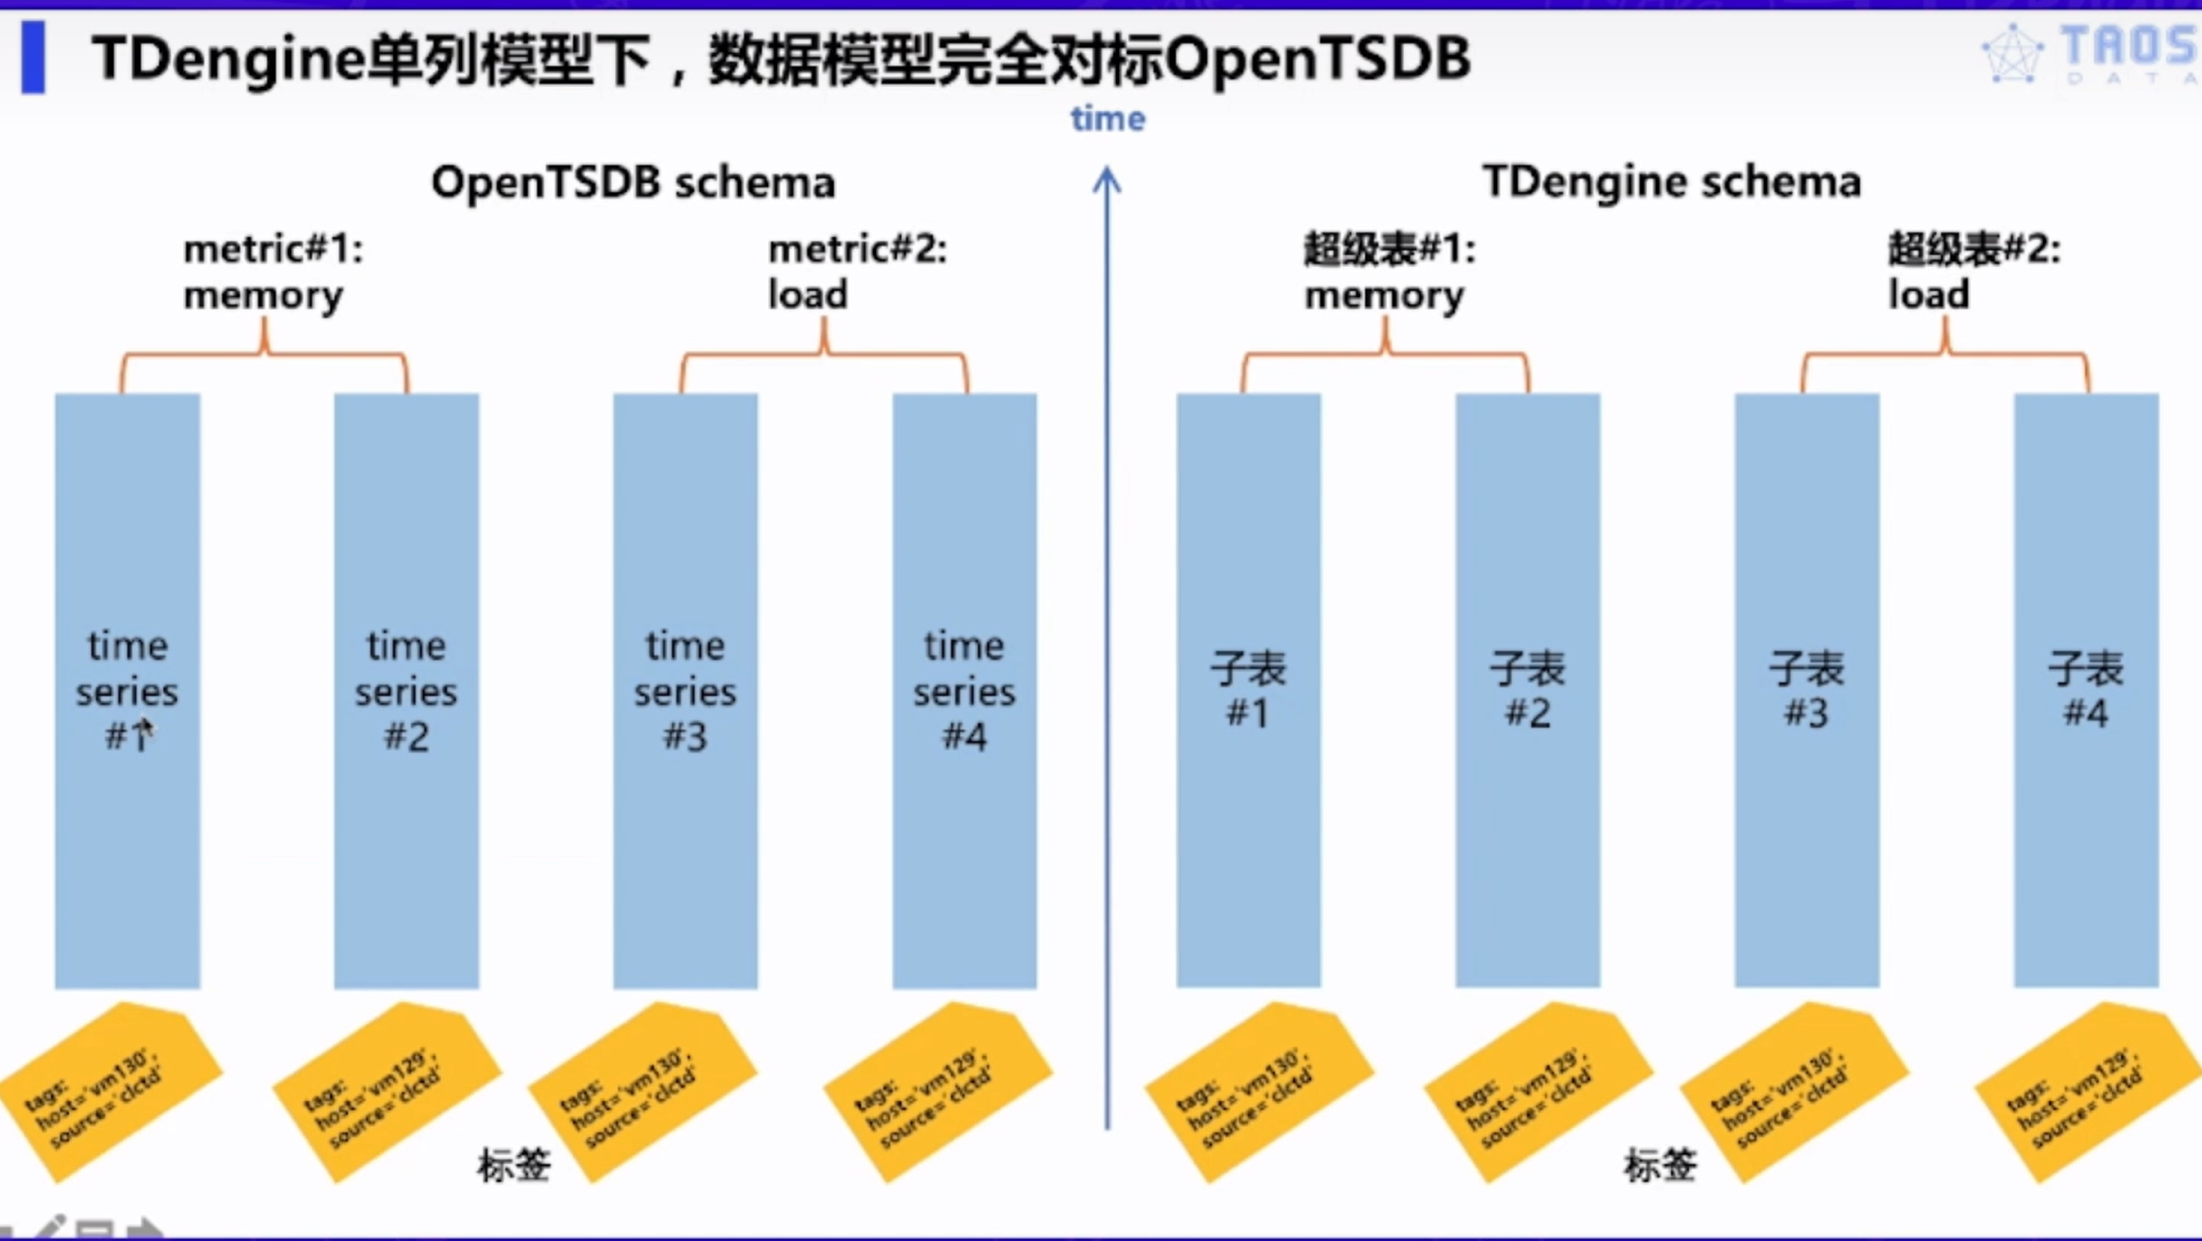 TDengine单列模型下，数据模型完全对标OpenTSDB
TAOS
DATA
time
OpenTSDB schema
TDengine schema
metric#1:
memory
metric#2:
load
超级表#1:
memory
超级表#2:
load
time
series
#1
time
series
#2
time
series
#3
time
series
#4
子表
#1
子表
#2
子表
#3
子表
#4
tags:
host='vm130',
source='clctd'
tags:
host='vm129',
source='clctd'
tags:
host='vm130',
source='clctd'
tags:
host='vm129',
source='clctd'
标签
tags:
host='vm130',
source='clctd'
tags:
host='vm129',
source='clctd'
tags:
host='vm130',
source='clctd'
tags:
host='vm129',
source='clctd'
标签